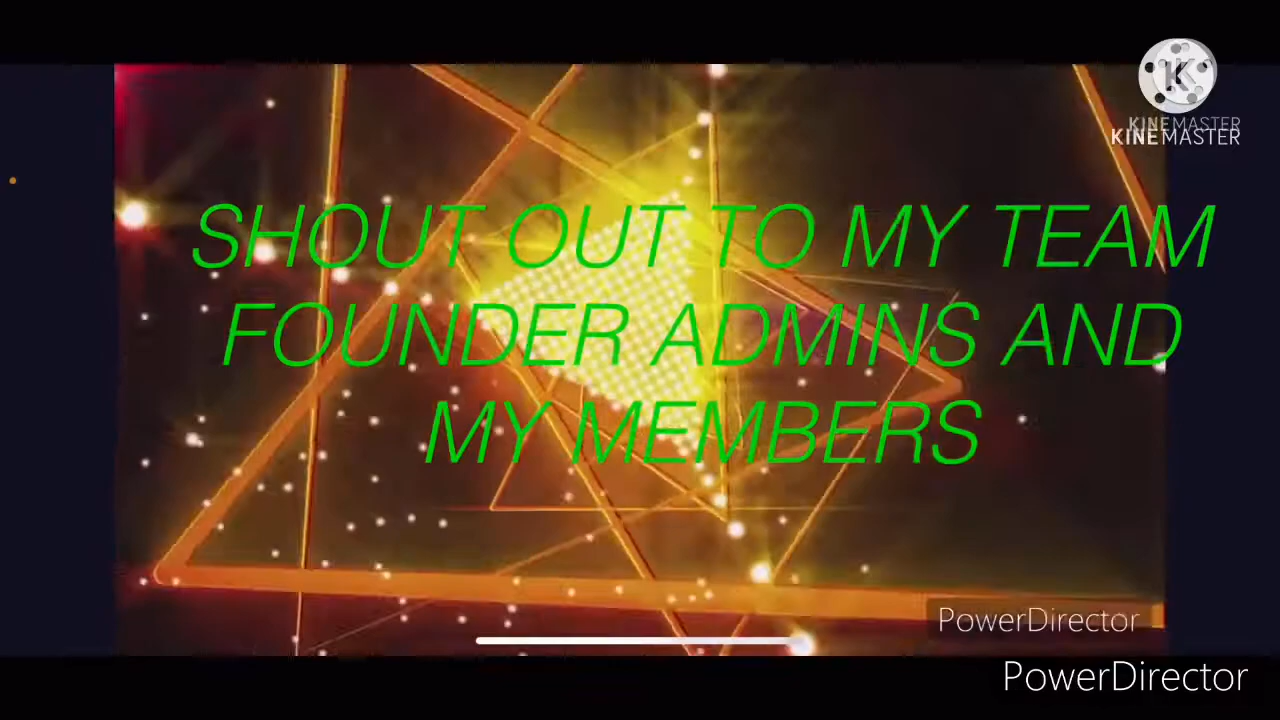 K
KINEMASTER
KINEMASTER
SHOUT OUT TO MY TEAM
FOUNDER ADMINS AND
MY MEMBERS
PowerDirector
PowerDirector